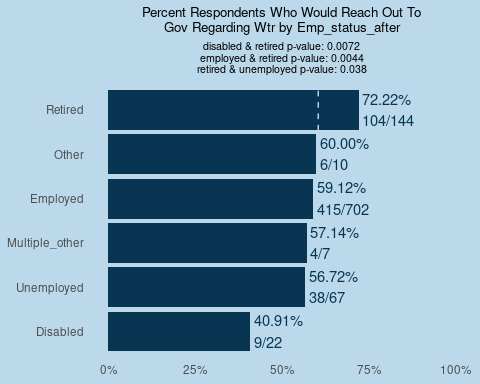 Percent Respondents Who Would Reach Out To
Gov Regarding Wtr by Emp_status_after
disabled & retired p-value: 0.0072
employed & retired p-value: 0.0044
retired & unemployed p-value: 0.038
Retired
72.22%
104/144
Other
60.00%
6/10
Employed
59.12%
415/702
Multiple_other
57.14%
4/7
Unemployed
56.72%
38/67
Disabled
40.91%
9/22
0% 25% 50% 75% 100%